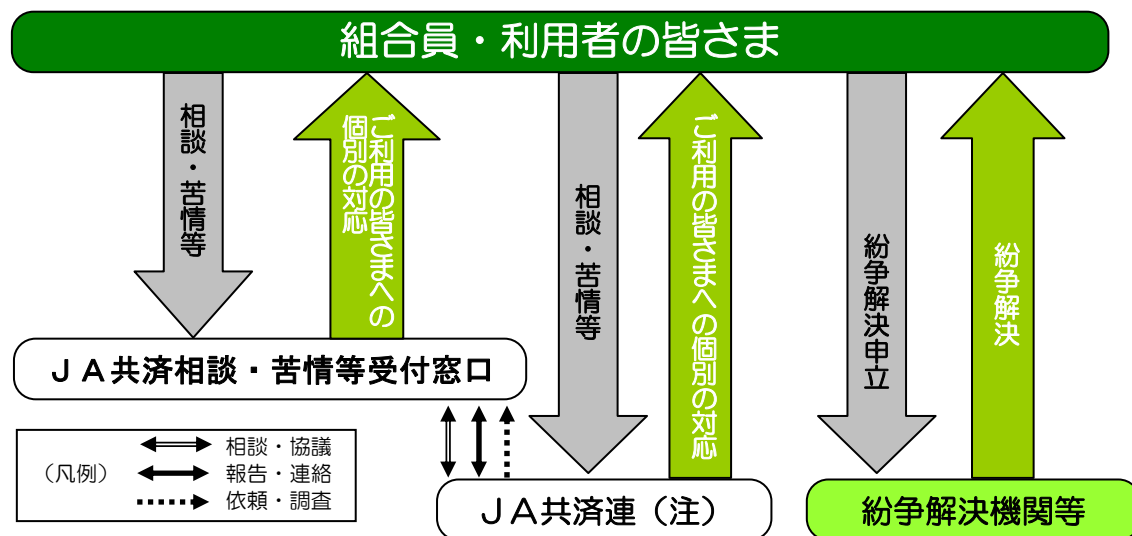 組合員・利用者の皆さま
相談・苦情等
ご利用の皆さまへの
個別の対応
相談・苦情等
ご利用の皆さまへの個別の対応
紛争解決申立
紛争解決
ＪＡ共済相談・苦情等受付窓口
（凡例）
相談・協議
報告・連絡
依頼・調査
ＪＡ共済連（注）
紛争解決機関等